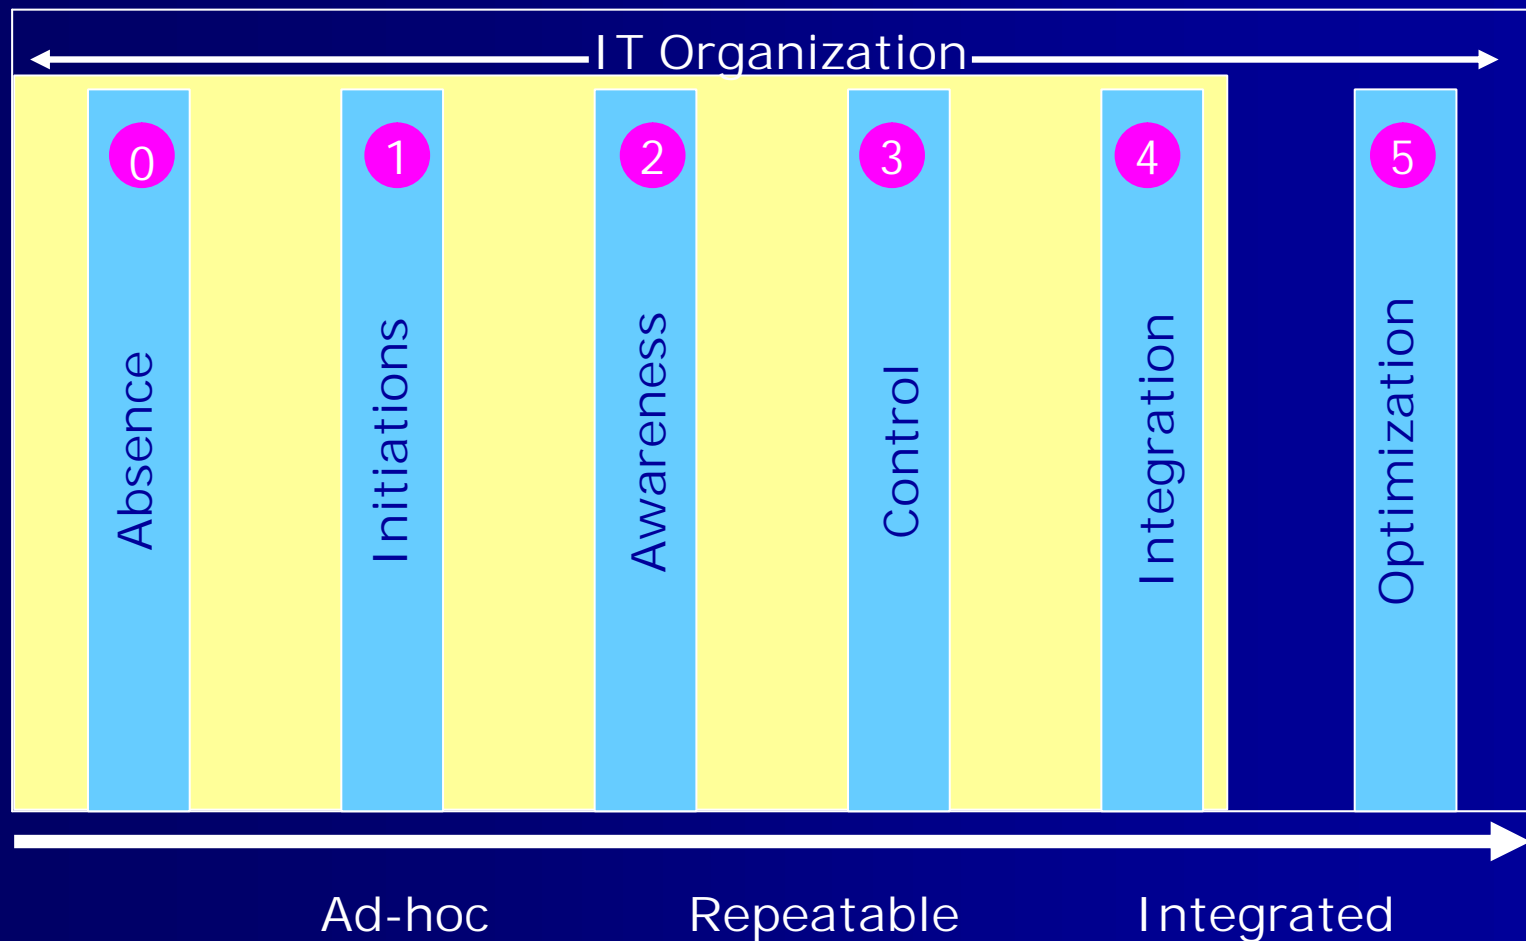 IT Organization
0
1
2
3
4
5
Absence
Initiations
Awareness
Control
Integration
Optimization
Ad-hoc
Repeatable
Integrated